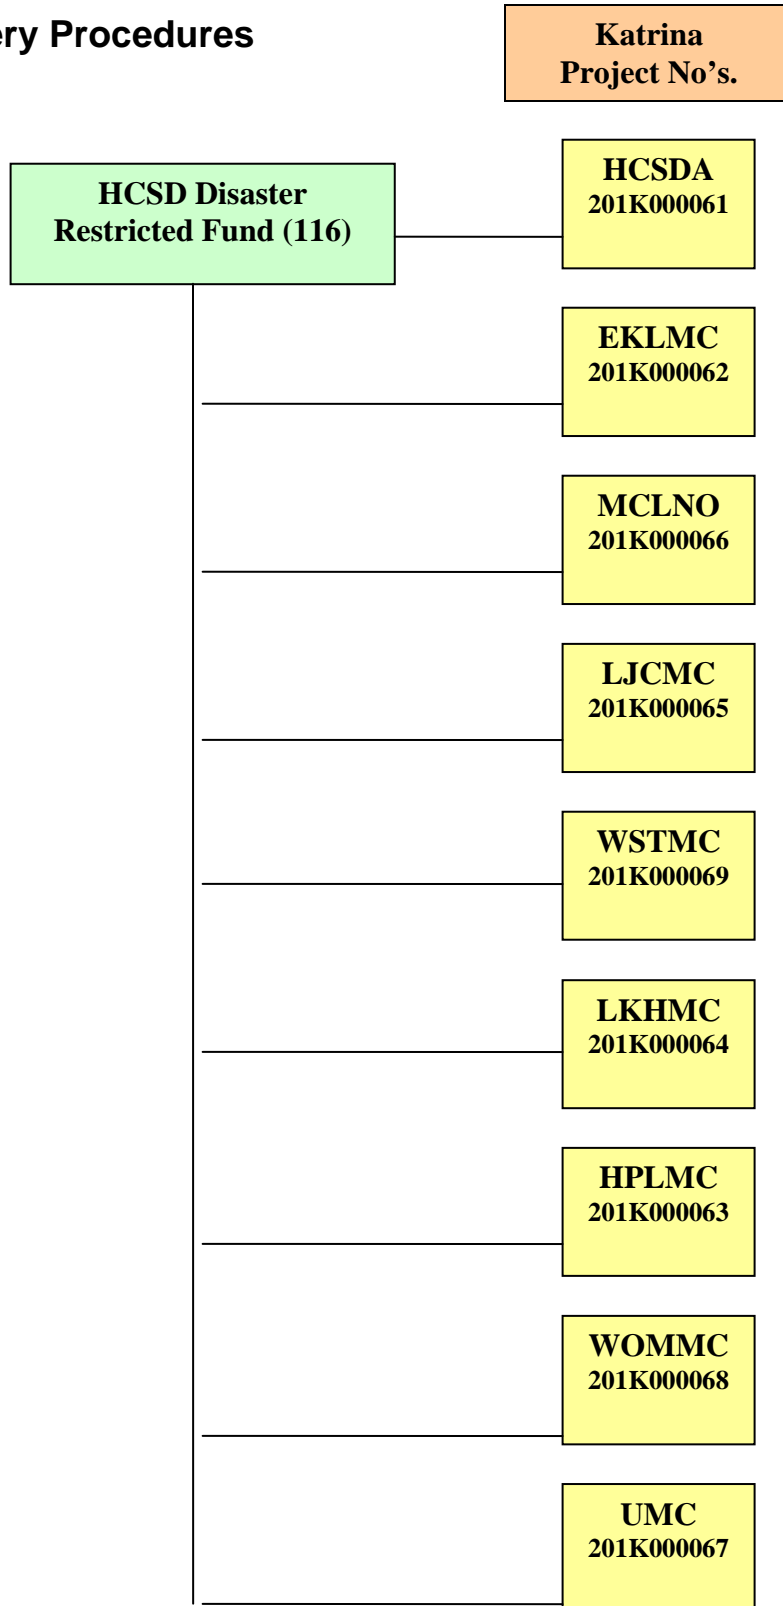 ery Procedures
Katrina
Project No’s.
HCSD Disaster
Restricted Fund (116)
HCSDA
201K000061
EKLMC
201K000062
MCLNO
201K000066
LJCMC
201K000065
WSTMC
201K000069
LKHMC
201K000064
HPLMC
201K000063
WOMMC
201K000068
UMC
201K000067